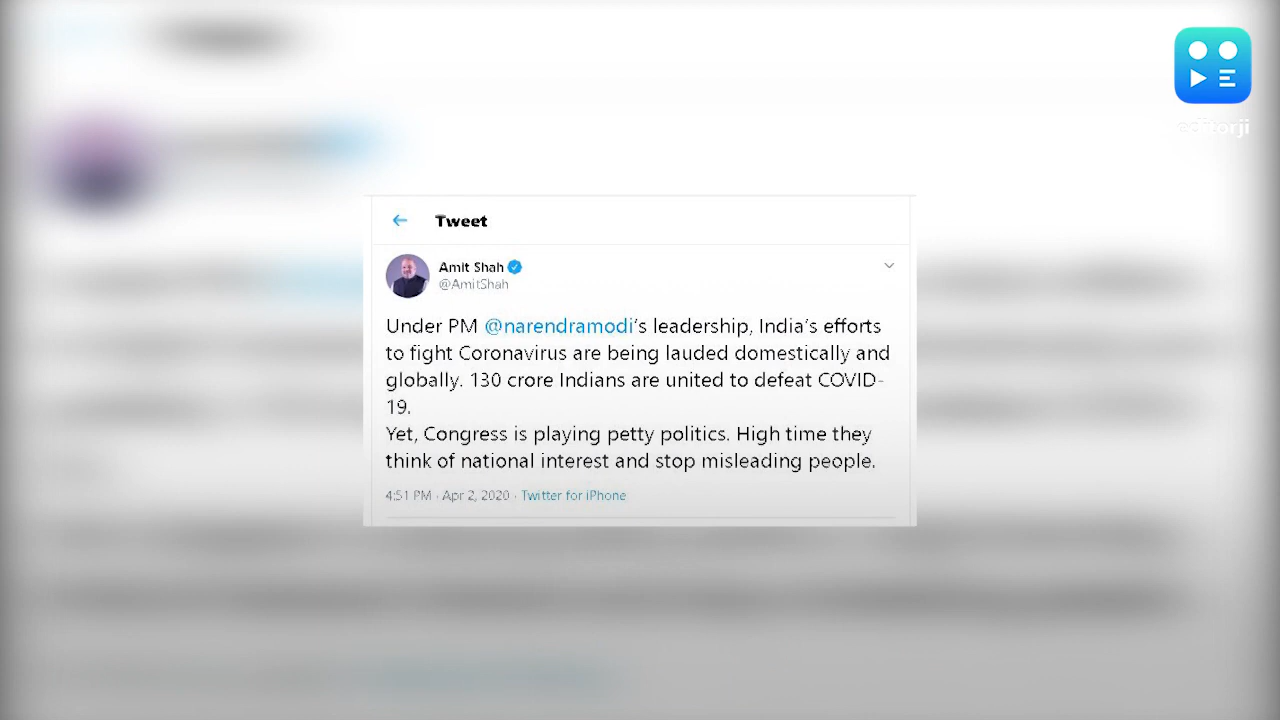 editorji
Tweet
Amit Shah
@AmitShah
Under PM @narendramodi's leadership, India's efforts
to fight Coronavirus are being lauded domestically and
globally. 130 crore Indians are united to defeat COVID-
19.
Yet, Congress is playing petty politics. High time they
think of national interest and stop misleading people.
4:51 PM · Apr 2, 2020 · Twitter for iPhone